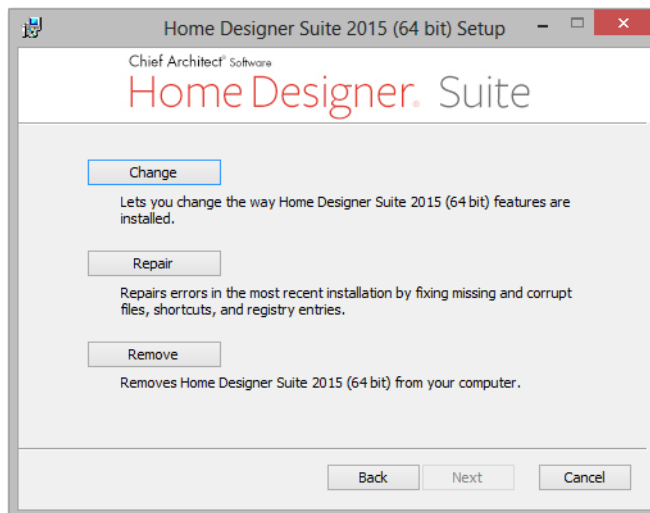 Home Designer Suite 2015 (64 bit) Setup
Chief Architect® Software
Home Designer® Suite
Change
Lets you change the way Home Designer Suite 2015 (64 bit) features are
installed.
Repair
Repairs errors in the most recent installation by fixing missing and corrupt
files, shortcuts, and registry entries.
Remove
Removes Home Designer Suite 2015 (64 bit) from your computer.
Back Next Cancel